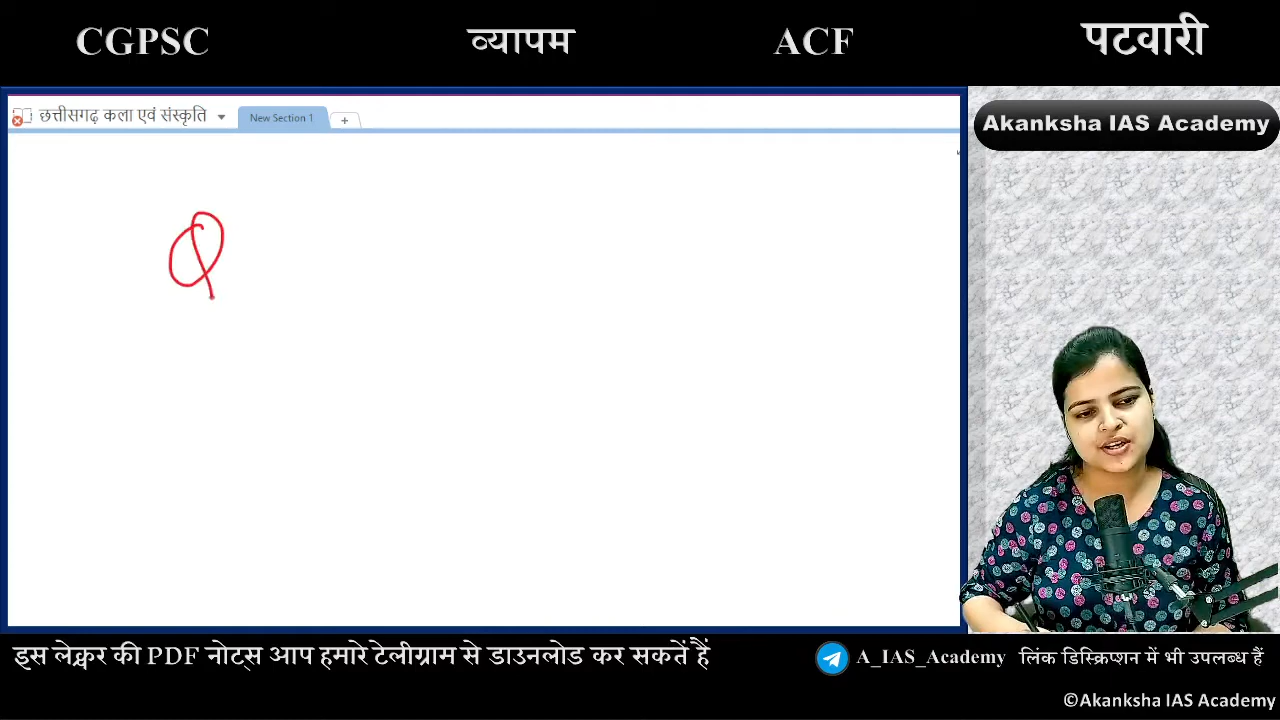 CGPSC व्यापम ACF पटवारी
छत्तीसगढ़ कला एवं संस्कृति New Section 1 +
Akanksha IAS Academy
Q
इस लेक्चर की PDF नोट्स आप हमारे टेलीग्राम से डाउनलोड कर सकतें हैं A_IAS_Academy लिंक डिस्क्रिप्शन में भी उपलब्ध हैं
©Akanksha IAS Academy